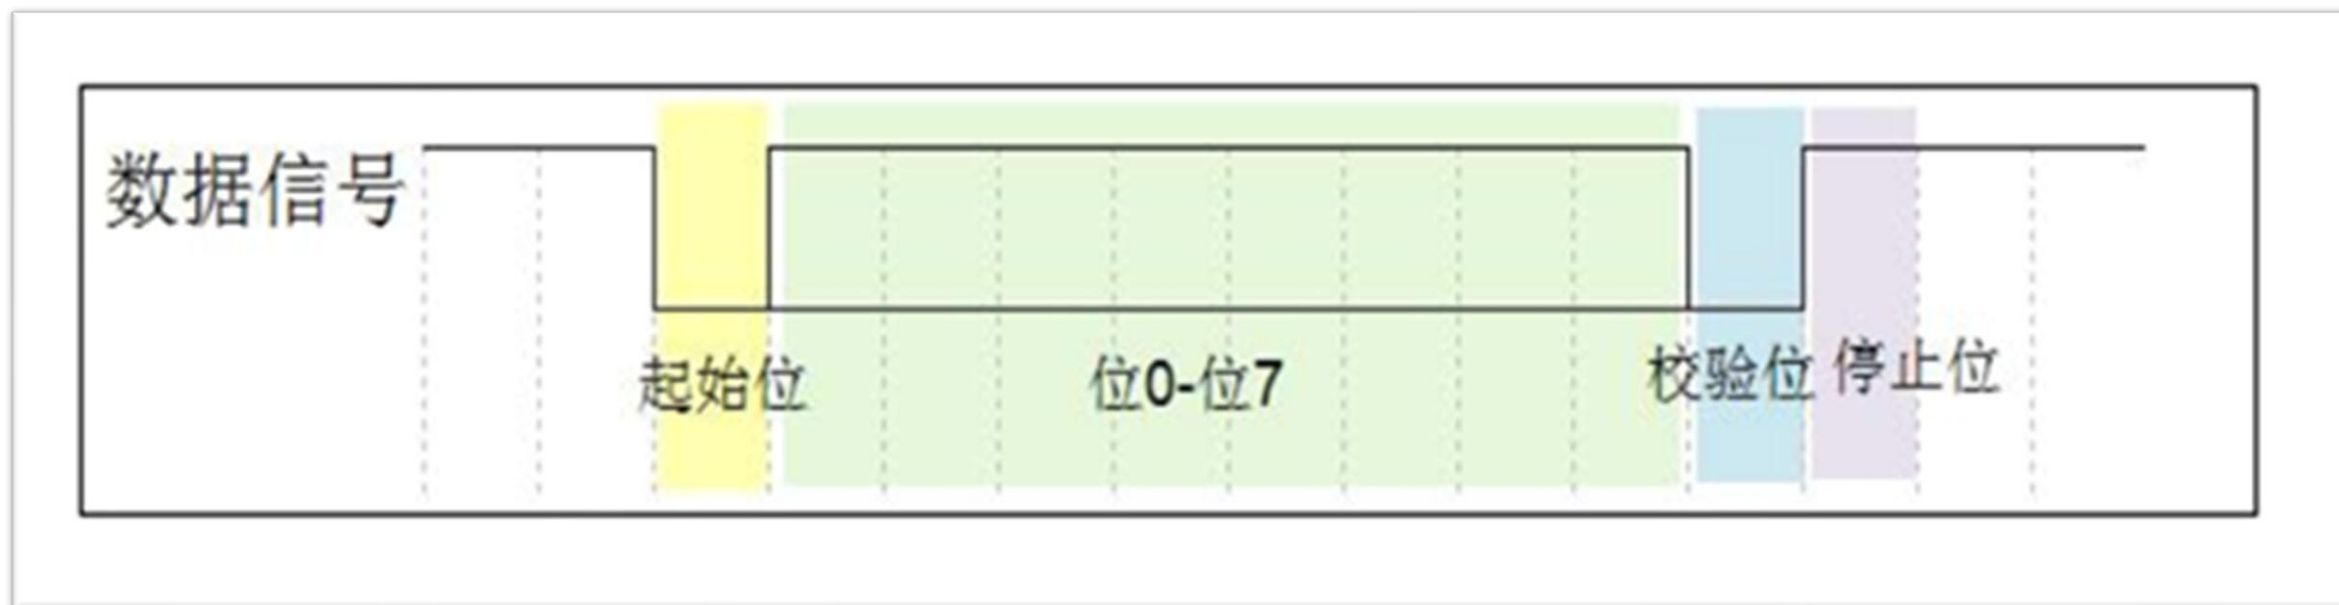 数据信号
起始位
位0-位7
校验位
停止位